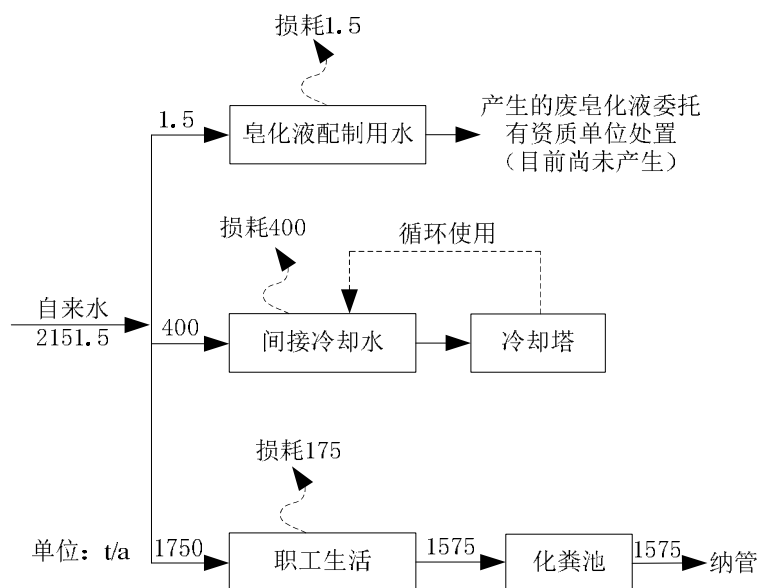 损耗1.5
1.5
皂化液配制用水
产生的废皂化液委托
有资质单位处置
（目前尚未产生）
损耗400
循环使用
自来水
2151.5
400
间接冷却水
冷却塔
损耗175
单位：t/a
1750
职工生活
1575
化粪池
1575
纳管